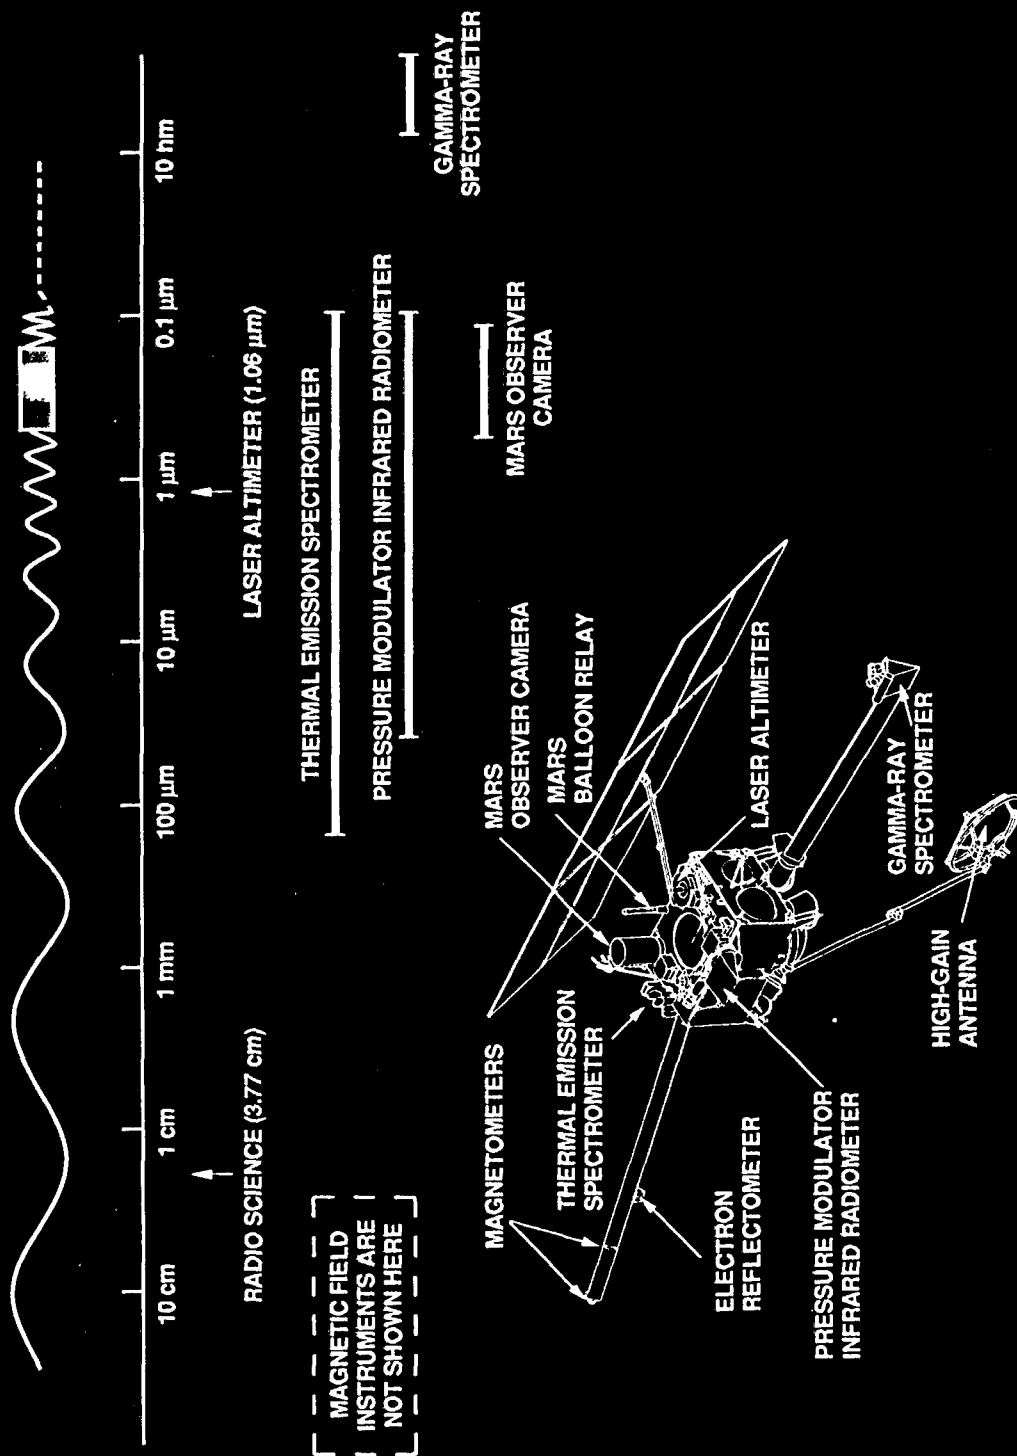 10 cm
1 cm
1 mm
100 μm
10 μm
1 μm
0.1 μm
10 hm
RADIO SCIENCE (3.77 cm)
LASER ALTIMETER (1.06 μm)
MAGNETIC FIELD
INSTRUMENTS ARE
NOT SHOWN HERE
THERMAL EMISSION SPECTROMETER
PRESSURE MODULATOR INFRARED RADIOMETER
GAMMA-RAY
SPECTROMETER
MARS OBSERVER
CAMERA
MAGNETOMETERS
THERMAL EMISSION
SPECTROMETER
MARS
OBSERVER CAMERA
MARS
BALLOON RELAY
LASER ALTIMETER
ELECTRON
REFLECTOMETER
PRESSURE MODULATOR
INFRARED RADIOMETER
HIGH-GAIN
ANTENNA
GAMMA-RAY
SPECTROMETER